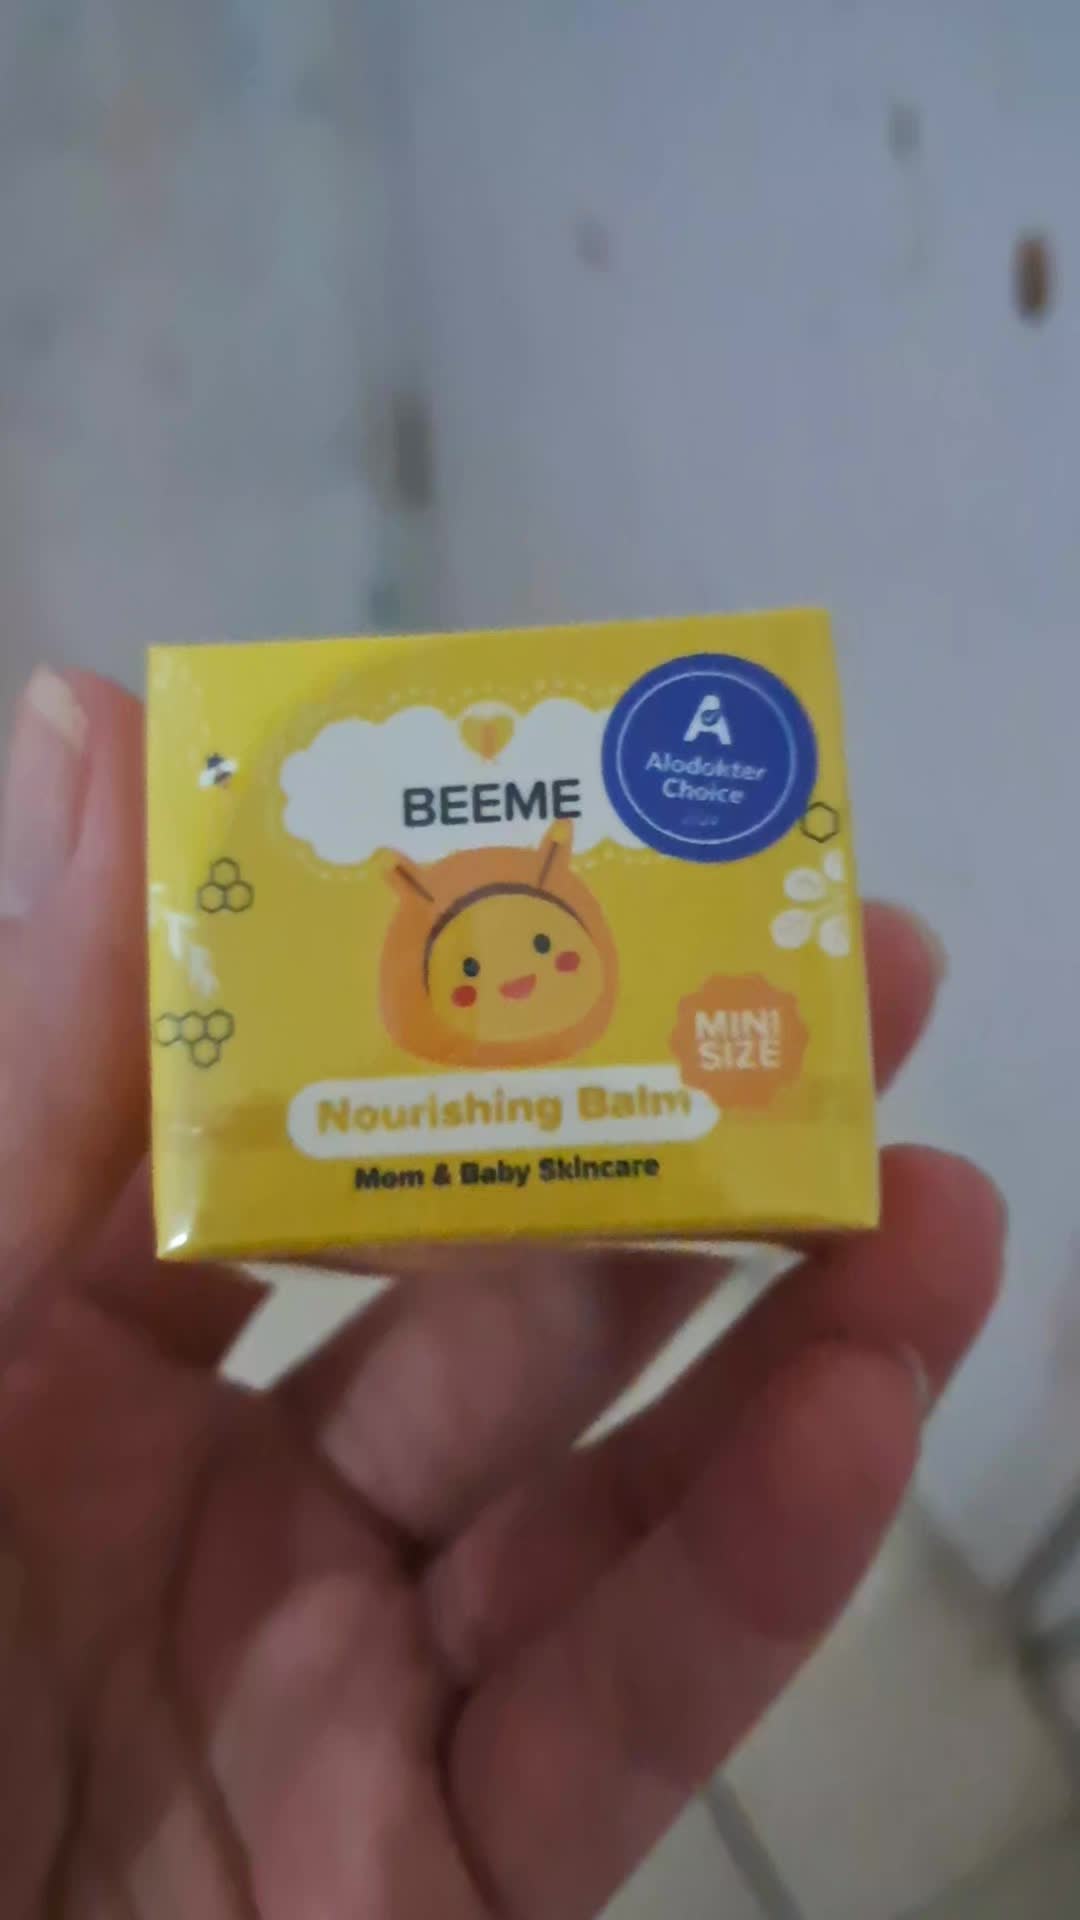 BEEME
A
Alodokter
Choice
MINI
SIZE
Nourishing Balm
Mom & Baby Skincare